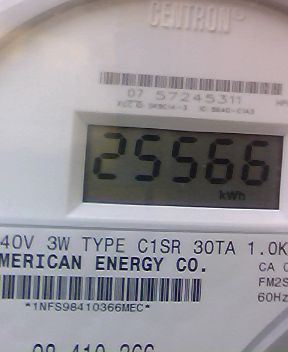 CENTRON®
07 57245311
25566
kWh
40V 3W TYPE C1SR 30TA 1.0K
MERICAN ENERGY CO.
CA 0
FM2S
60Hz
*1NFS98410366MEC*